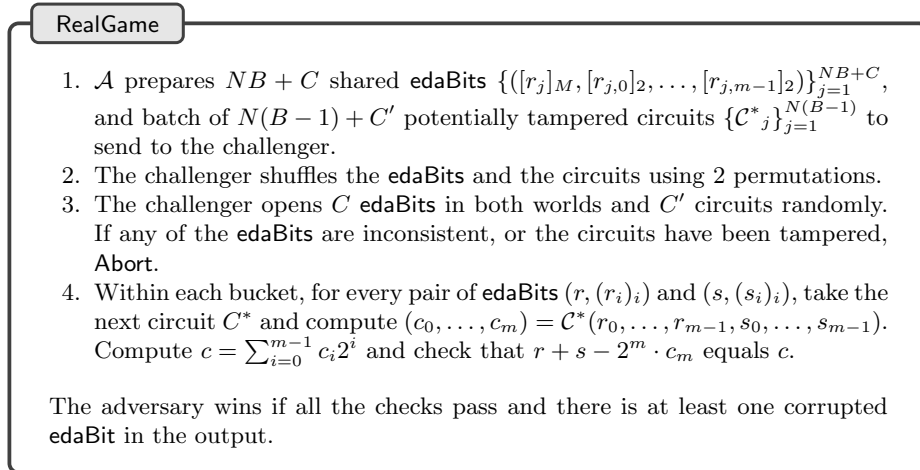 RealGame
1. 𝒜 prepares NB + C shared edaBits {([r_j]_M, [r_{j,0}]_2, . . . , [r_{j,m−1}]_2)}_{j=1}^{NB+C},
and batch of N(B − 1) + C′ potentially tampered circuits {𝒞*_j}_{j=1}^{N(B−1)} to
send to the challenger.
2. The challenger shuffles the edaBits and the circuits using 2 permutations.
3. The challenger opens C edaBits in both worlds and C′ circuits randomly.
If any of the edaBits are inconsistent, or the circuits have been tampered,
Abort.
4. Within each bucket, for every pair of edaBits (r, (r_i)_i) and (s, (s_i)_i), take the
next circuit C* and compute (c_0, . . . , c_m) = 𝒞*(r_0, . . . , r_{m−1}, s_0, . . . , s_{m−1}).
Compute c = ∑_{i=0}^{m−1} c_i 2^i and check that r + s − 2^m · c_m equals c.
The adversary wins if all the checks pass and there is at least one corrupted
edaBit in the output.